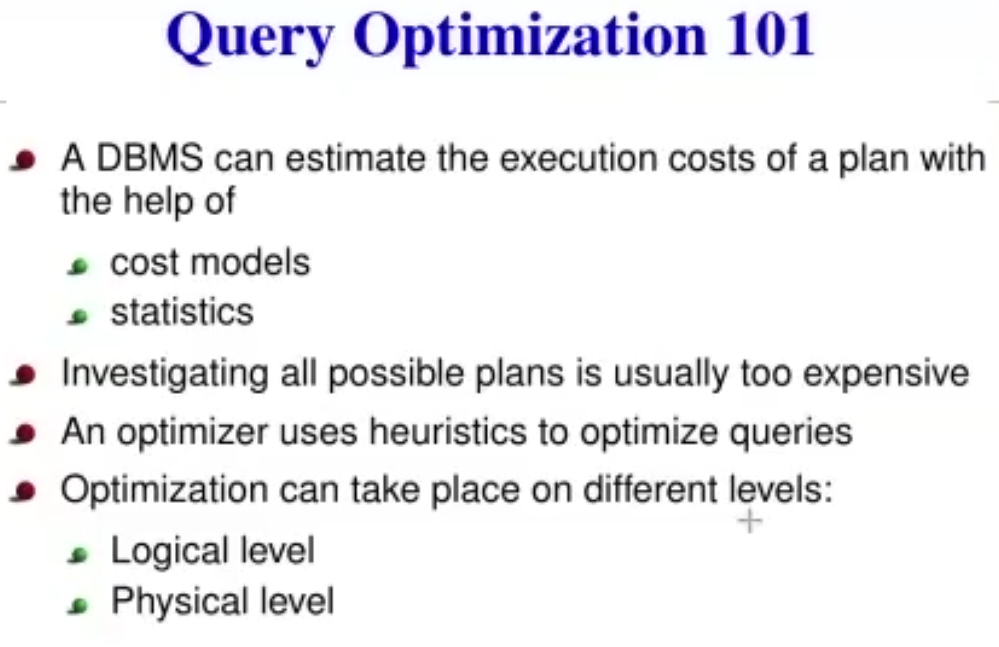 Query Optimization 101
A DBMS can estimate the execution costs of a plan with
the help of
cost models
statistics
Investigating all possible plans is usually too expensive
An optimizer uses heuristics to optimize queries
Optimization can take place on different levels:
Logical level
Physical level